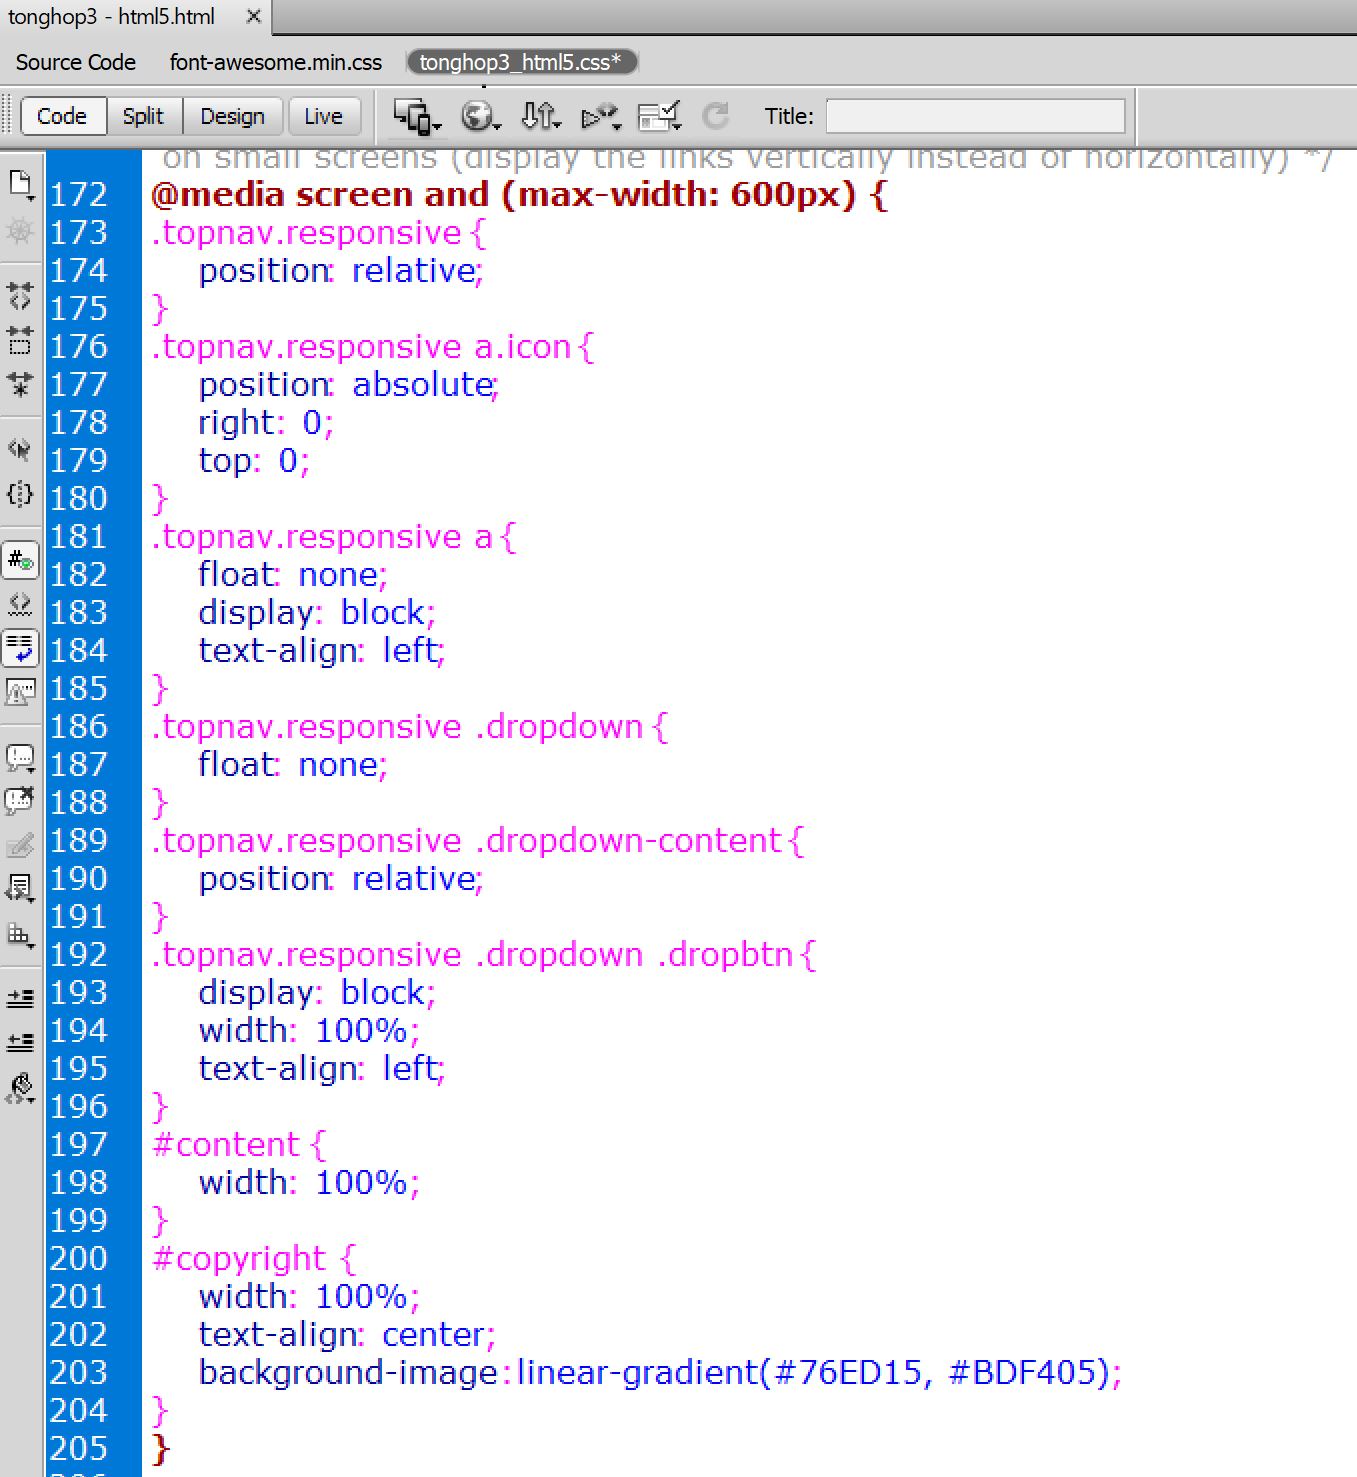 tonghop3 - html5.html ×
Source Code font-awesome.min.css tonghop3_html5.css*
Code Split Design Live Title:
on small screens (display the links vertically instead of horizontally) */
172 @media screen and (max-width: 600px) {
173 .topnav.responsive {
174 position: relative;
175 }
176 .topnav.responsive a.icon {
177 position: absolute;
178 right: 0;
179 top: 0;
180 }
181 .topnav.responsive a {
182 float: none;
183 display: block;
184 text-align: left;
185 }
186 .topnav.responsive .dropdown {
187 float: none;
188 }
189 .topnav.responsive .dropdown-content {
190 position: relative;
191 }
192 .topnav.responsive .dropdown .dropbtn {
193 display: block;
194 width: 100%;
195 text-align: left;
196 }
197 #content {
198 width: 100%;
199 }
200 #copyright {
201 width: 100%;
202 text-align: center;
203 background-image:linear-gradient(#76ED15, #BDF405);
204 }
205 }